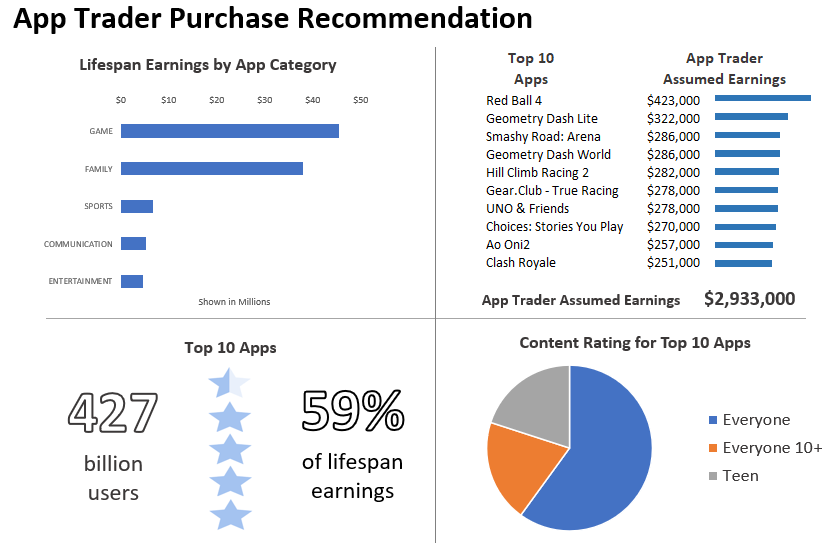 App Trader Purchase Recommendation
Lifespan Earnings by App Category
$0 $10 $20 $30 $40 $50
GAME
FAMILY
SPORTS
COMMUNICATION
ENTERTAINMENT
Shown in Millions
Top 10 App Trader
Apps Assumed Earnings
Red Ball 4 $423,000
Geometry Dash Lite $322,000
Smashy Road: Arena $286,000
Geometry Dash World $286,000
Hill Climb Racing 2 $282,000
Gear.Club - True Racing $278,000
UNO & Friends $278,000
Choices: Stories You Play $270,000
Ao Oni2 $257,000
Clash Royale $251,000
App Trader Assumed Earnings $2,933,000
Top 10 Apps
427
billion
users
59%
of lifespan
earnings
Content Rating for Top 10 Apps
Everyone
Everyone 10+
Teen